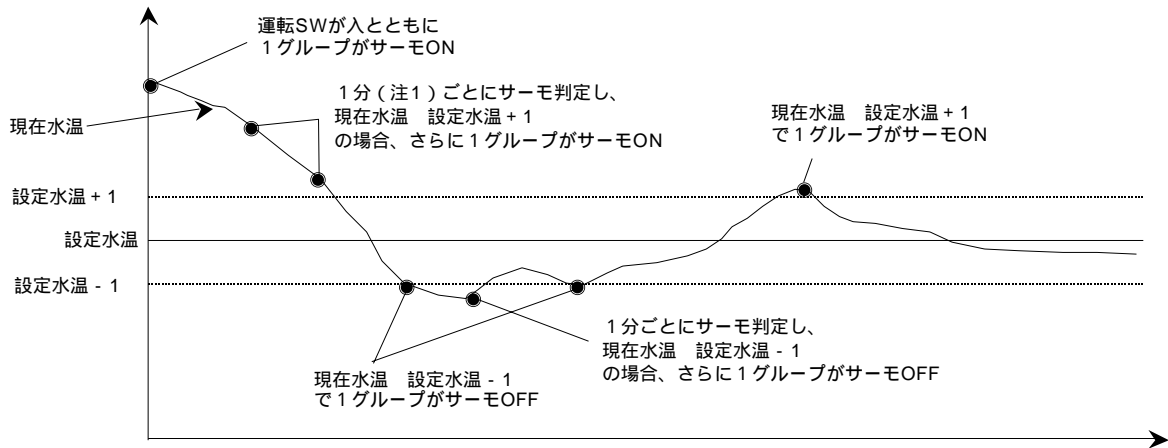 運転SWが入とともに
１グループがサーモON
１分（注1）ごとにサーモ判定し、
現在水温　設定水温＋1
の場合、さらに１グループがサーモON
現在水温　設定水温＋1
で１グループがサーモON
現在水温
設定水温＋1
設定水温
設定水温 - 1
１分ごとにサーモ判定し、
現在水温　設定水温 - 1
の場合、さらに１グループがサーモOFF
現在水温　設定水温 - 1
で１グループがサーモOFF